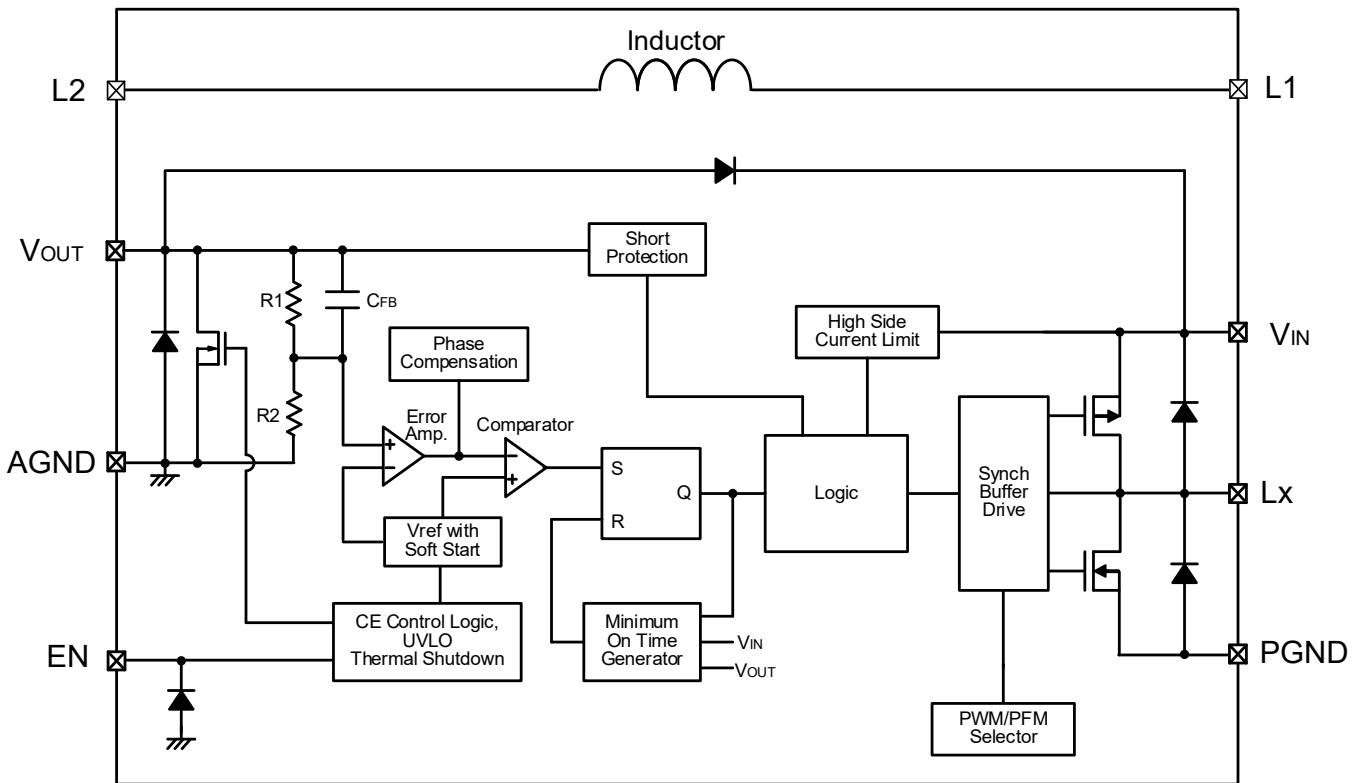 Inductor
L2
L1
VOUT
Short
Protection
R1
CFB
High Side
Current Limit
VIN
Phase
Compensation
R2
Error
Amp.
Comparator
+
−
−
+
AGND
S
Q
R
Logic
Synch
Buffer
Drive
Lx
Vref with
Soft Start
CE Control Logic,
UVLO
Thermal Shutdown
Minimum
On Time
Generator
VIN
VOUT
EN
PGND
PWM/PFM
Selector